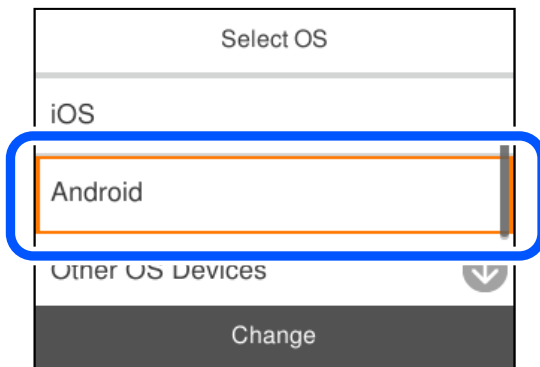 Select OS
iOS
Android
Other OS Devices
Change